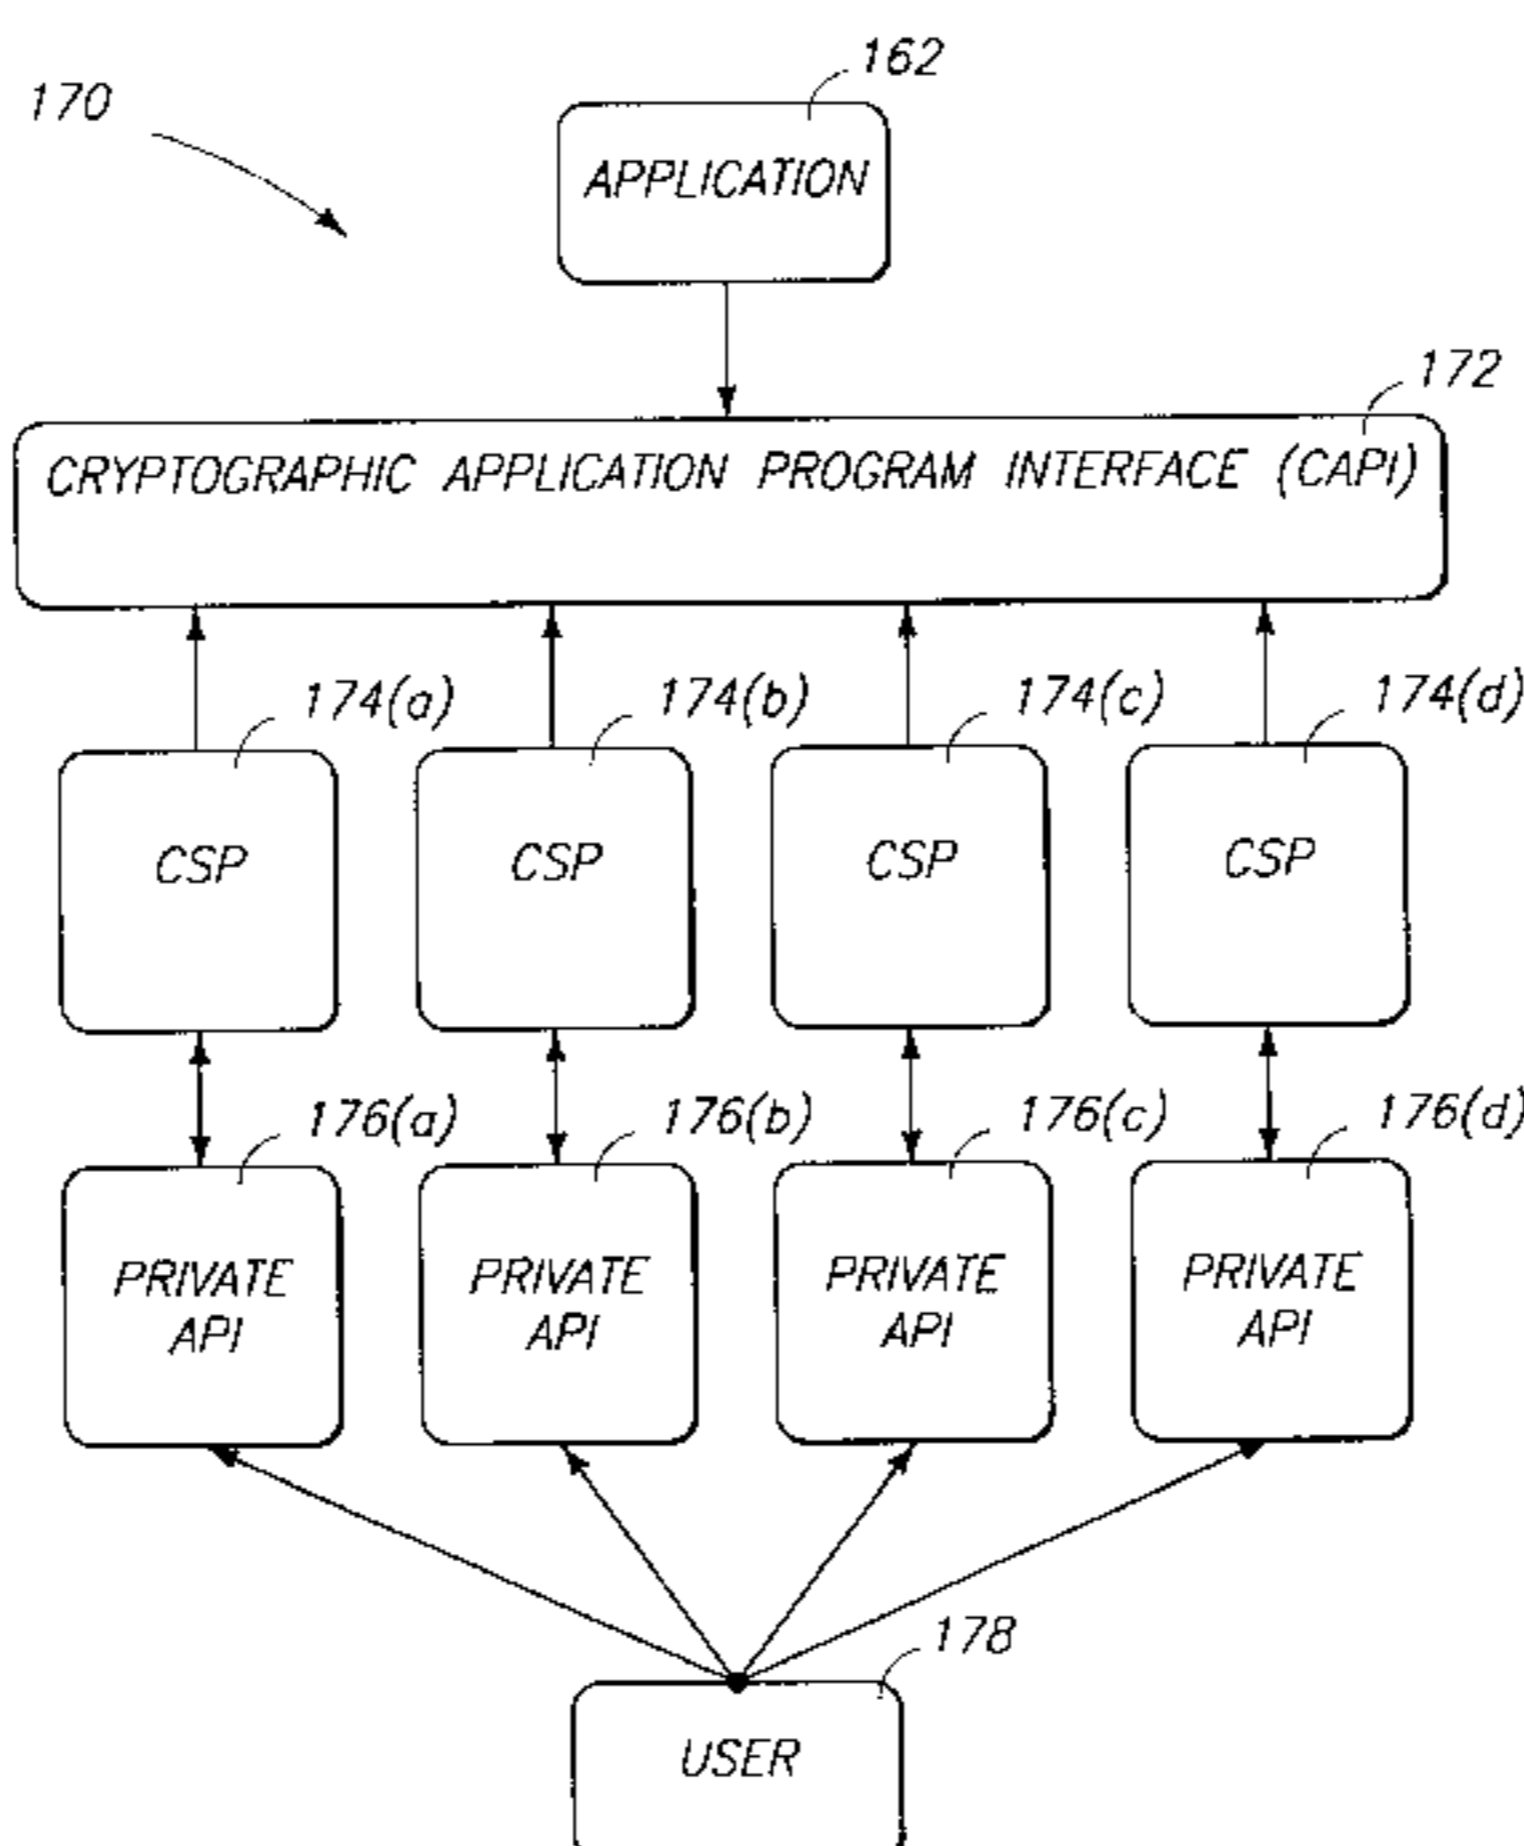 162
170
APPLICATION
172
CRYPTOGRAPHIC APPLICATION PROGRAM INTERFACE (CAPI)
174(a) 174(b) 174(c) 174(d)
CSP CSP CSP CSP
176(a) 176(b) 176(c) 176(d)
PRIVATE API PRIVATE API PRIVATE API PRIVATE API
178
USER